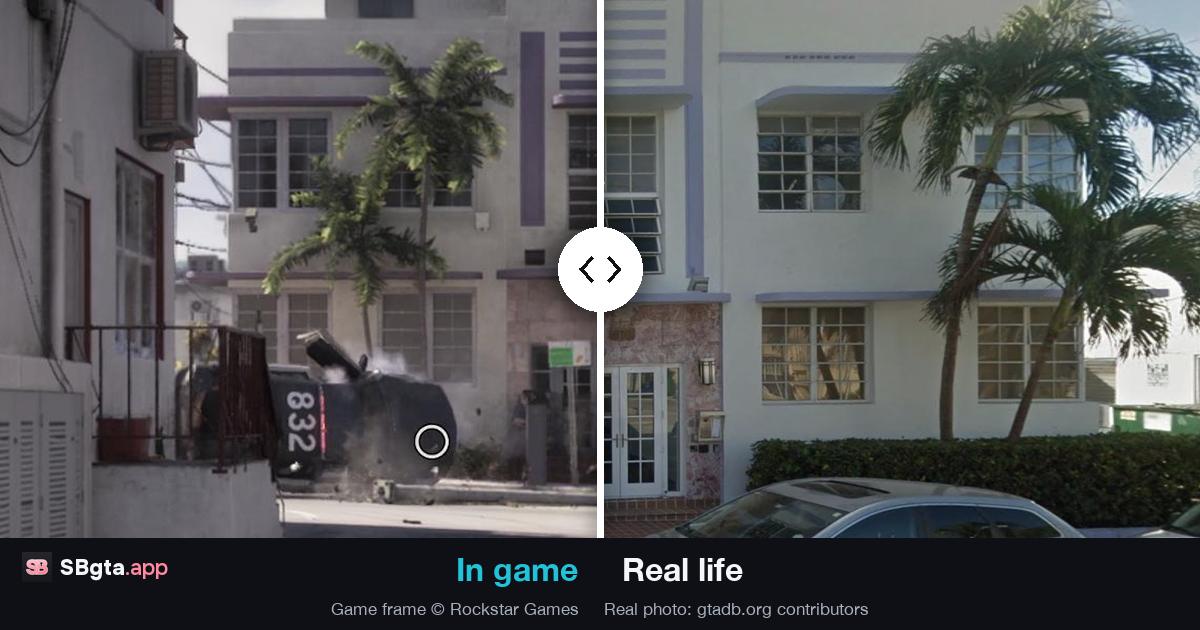 832
SB SBgta.app
In game Real life
Game frame © Rockstar Games Real photo: gtadb.org contributors